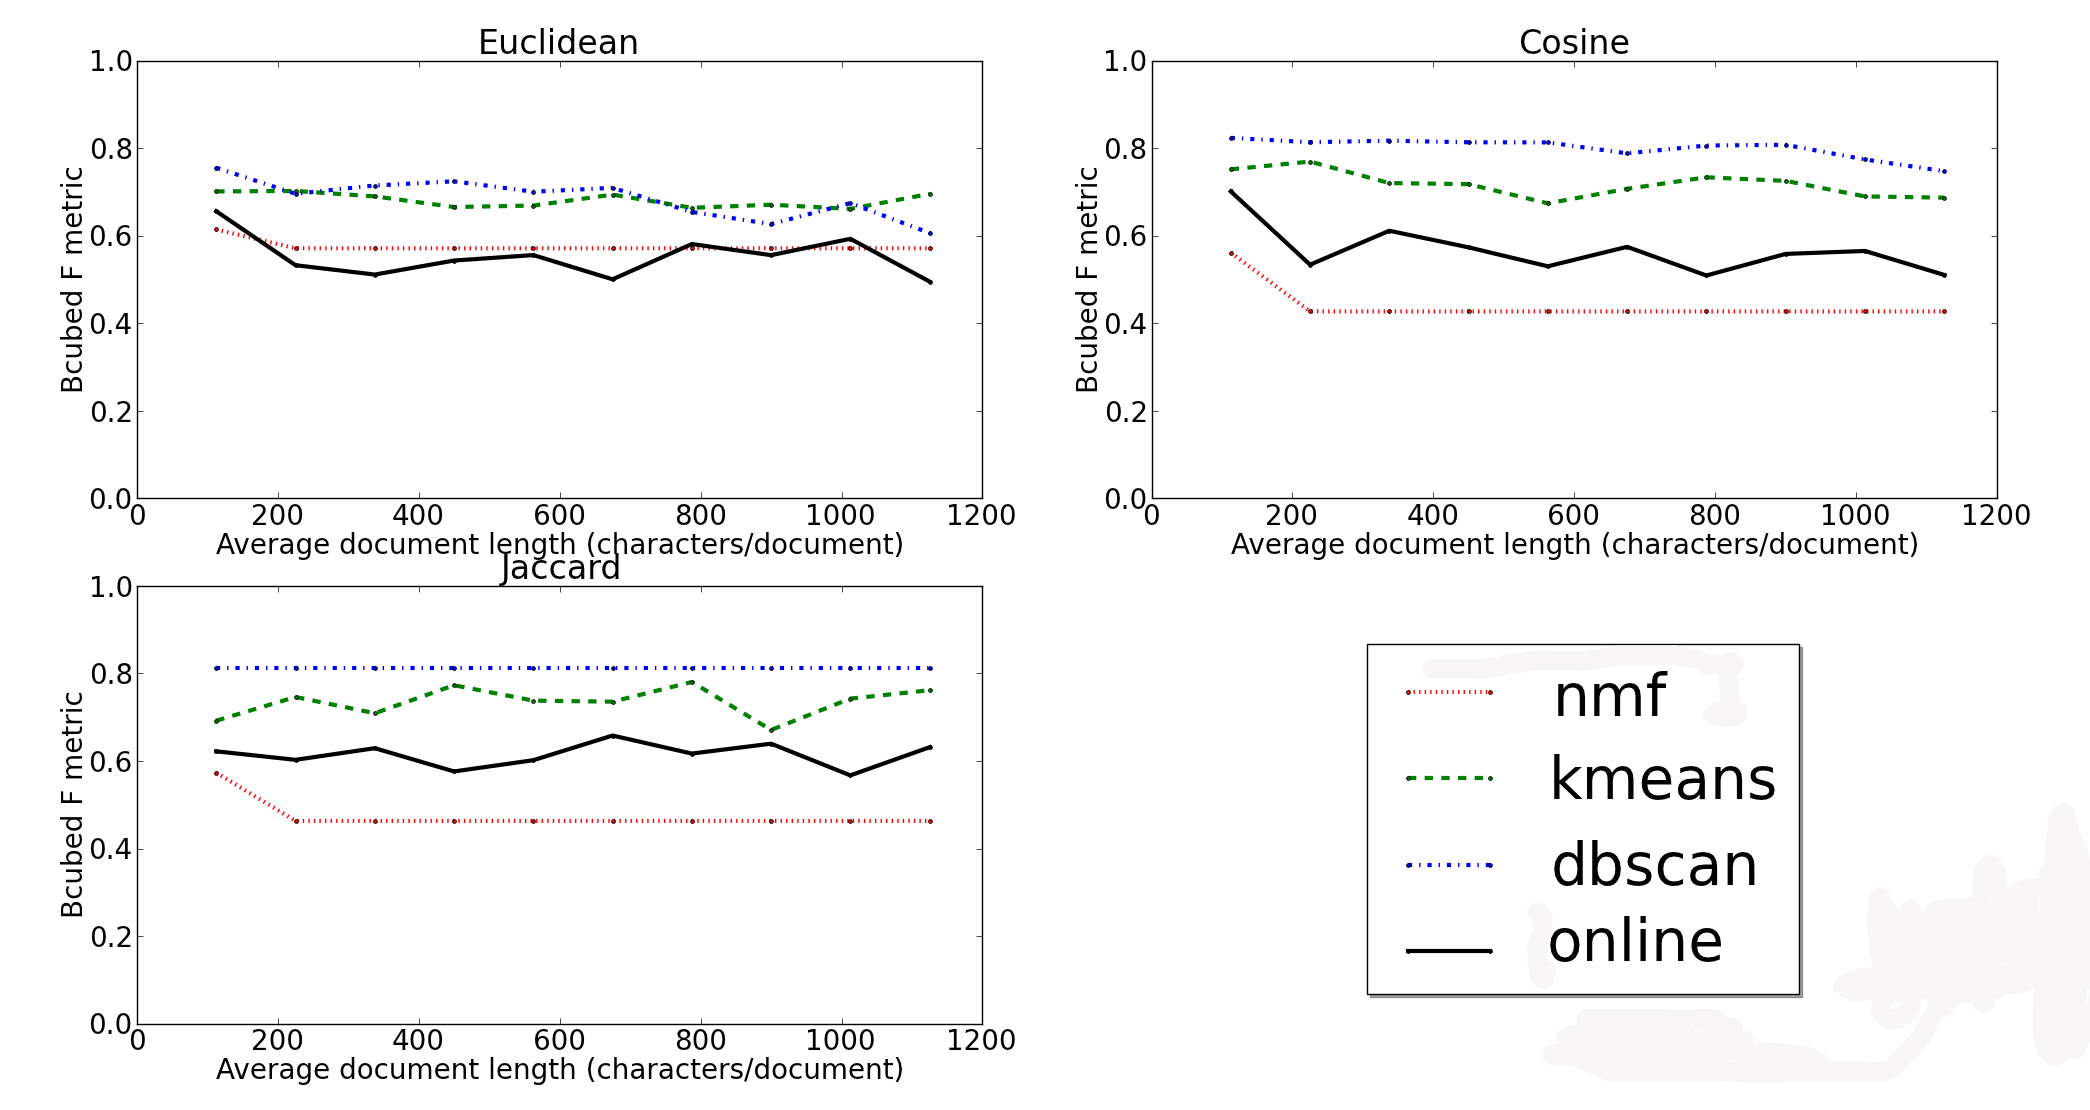 Euclidean
1.0
0.8
0.6
0.4
0.2
0.0
Bcubed F metric
0 200 400 600 800 1000 1200
Average document length (characters/document)
Cosine
1.0
0.8
0.6
0.4
0.2
0.0
Bcubed F metric
0 200 400 600 800 1000 1200
Average document length (characters/document)
Jaccard
1.0
0.8
0.6
0.4
0.2
0.0
Bcubed F metric
0 200 400 600 800 1000 1200
Average document length (characters/document)
nmf
kmeans
dbscan
online